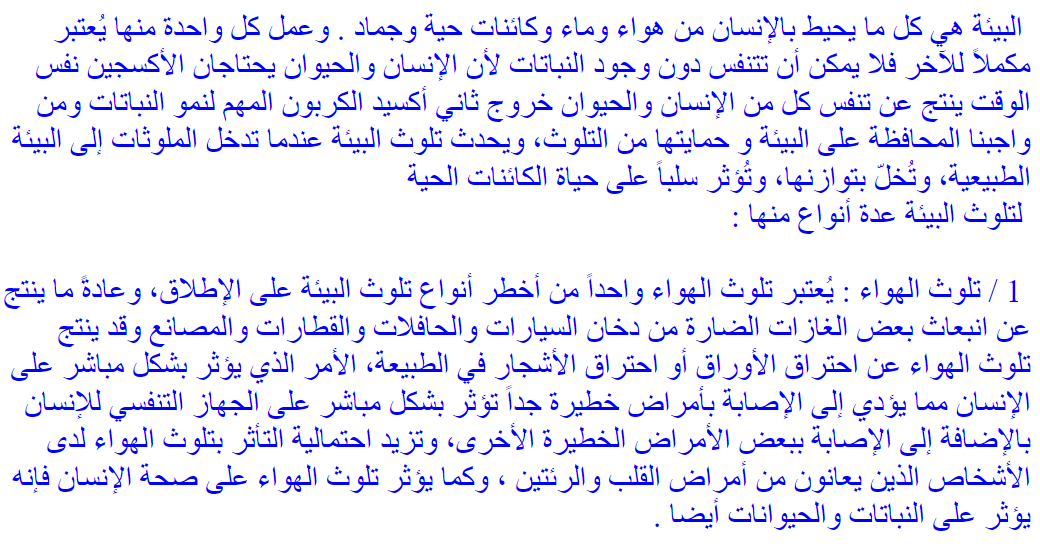 البيئة هي كل ما يحيط بالإنسان من هواء وماء وكائنات حية وجماد . وعمل كل واحدة منها يُعتبر
مكملاً للآخر فلا يمكن أن تتنفس دون وجود النباتات لأن الإنسان والحيوان يحتاجان الأكسجين نفس
الوقت ينتج عن تنفس كل من الإنسان والحيوان خروج ثاني أكسيد الكربون المهم لنمو النباتات ومن
واجبنا المحافظة على البيئة و حمايتها من التلوث، ويحدث تلوث البيئة عندما تدخل الملوثات إلى البيئة
الطبيعية، وتُخلّ بتوازنها، وتُؤثر سلباً على حياة الكائنات الحية
لتلوث البيئة عدة أنواع منها :
1 / تلوث الهواء : يُعتبر تلوث الهواء واحداً من أخطر أنواع تلوث البيئة على الإطلاق، وعادةً ما ينتج
عن انبعاث بعض الغازات الضارة من دخان السيارات والحافلات والقطارات والمصانع وقد ينتج
تلوث الهواء عن احتراق الأوراق أو احتراق الأشجار في الطبيعة، الأمر الذي يؤثر بشكل مباشر على
الإنسان مما يؤدي إلى الإصابة بأمراض خطيرة جداً تؤثر بشكل مباشر على الجهاز التنفسي للإنسان
بالإضافة إلى الإصابة ببعض الأمراض الخطيرة الأخرى، وتزيد احتمالية التأثر بتلوث الهواء لدى
الأشخاص الذين يعانون من أمراض القلب والرئتين ، وكما يؤثر تلوث الهواء على صحة الإنسان فإنه
يؤثر على النباتات والحيوانات أيضا .